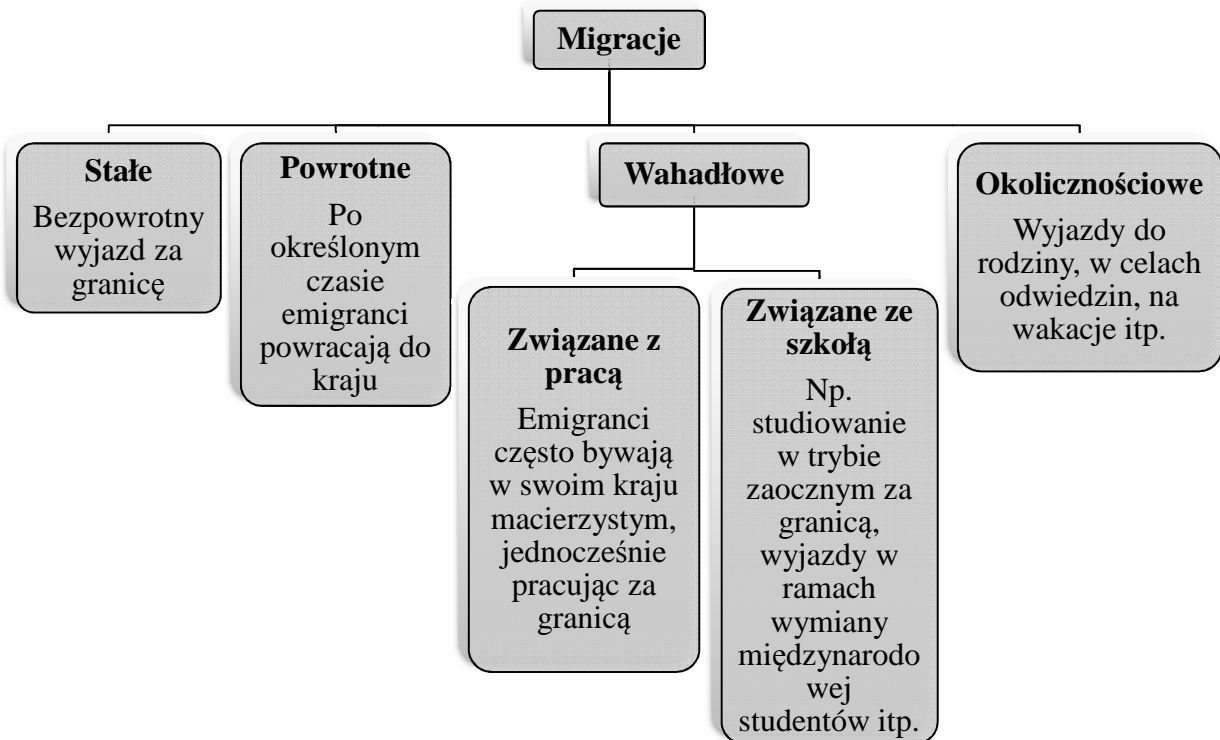 Migracje
Stałe
Bezpowrotny
wyjazd za
granicę
Powrotne
Po
określonym
czasie
emigranci
powracają do
kraju
Wahadłowe
Związane z
pracą
Emigranci
często bywają
w swoim kraju
macierzystym,
jednocześnie
pracując za
granicą
Związane ze
szkołą
Np.
studiowanie
w trybie
zaocznym za
granicą,
wyjazdy w
ramach
wymiany
międzynarodo
wej
studentów itp.
Okolicznościowe
Wyjazdy do
rodziny, w celach
odwiedzin, na
wakacje itp.